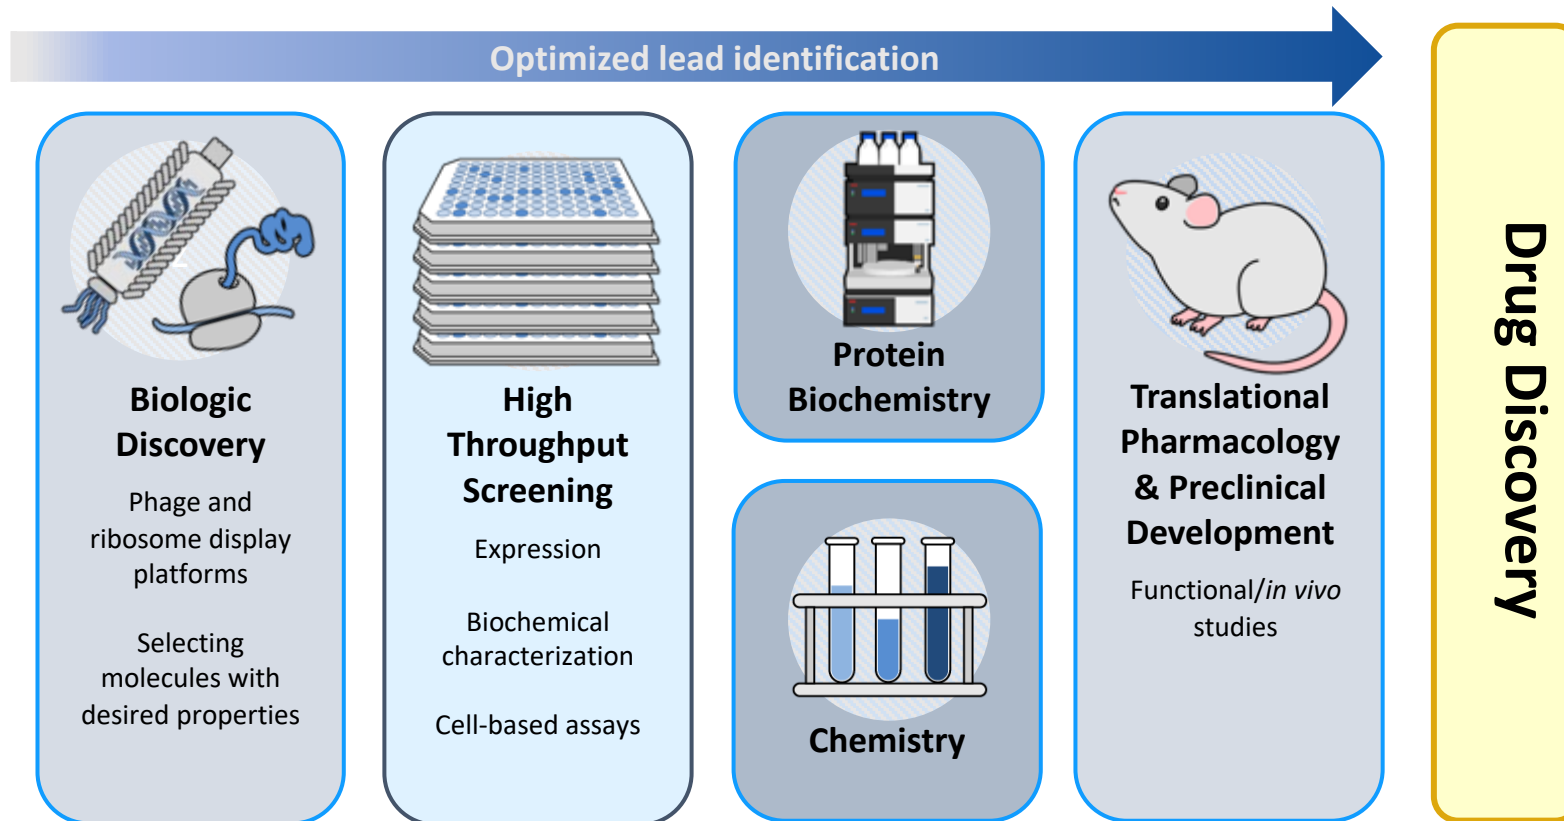 Optimized lead identification
Biologic
Discovery
Phage and
ribosome display
platforms
Selecting
molecules with
desired properties
High
Throughput
Screening
Expression
Biochemical
characterization
Cell-based assays
Protein
Biochemistry
Chemistry
Translational
Pharmacology
& Preclinical
Development
Functional/in vivo
studies
Drug Discovery